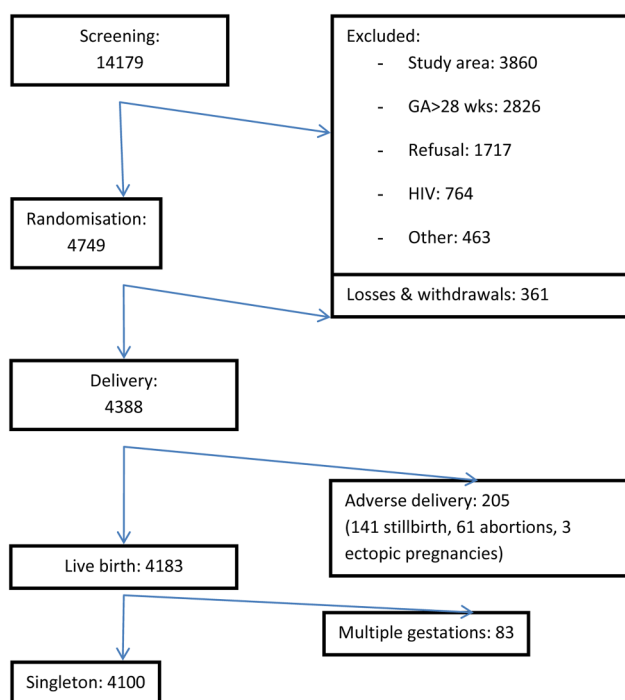 Screening:
14179
Excluded:
- Study area: 3860
- GA>28 wks: 2826
- Refusal: 1717
- HIV: 764
- Other: 463
Randomisation:
4749
Losses & withdrawals: 361
Delivery:
4388
Adverse delivery: 205
(141 stillbirth, 61 abortions, 3
ectopic pregnancies)
Live birth: 4183
Multiple gestations: 83
Singleton: 4100